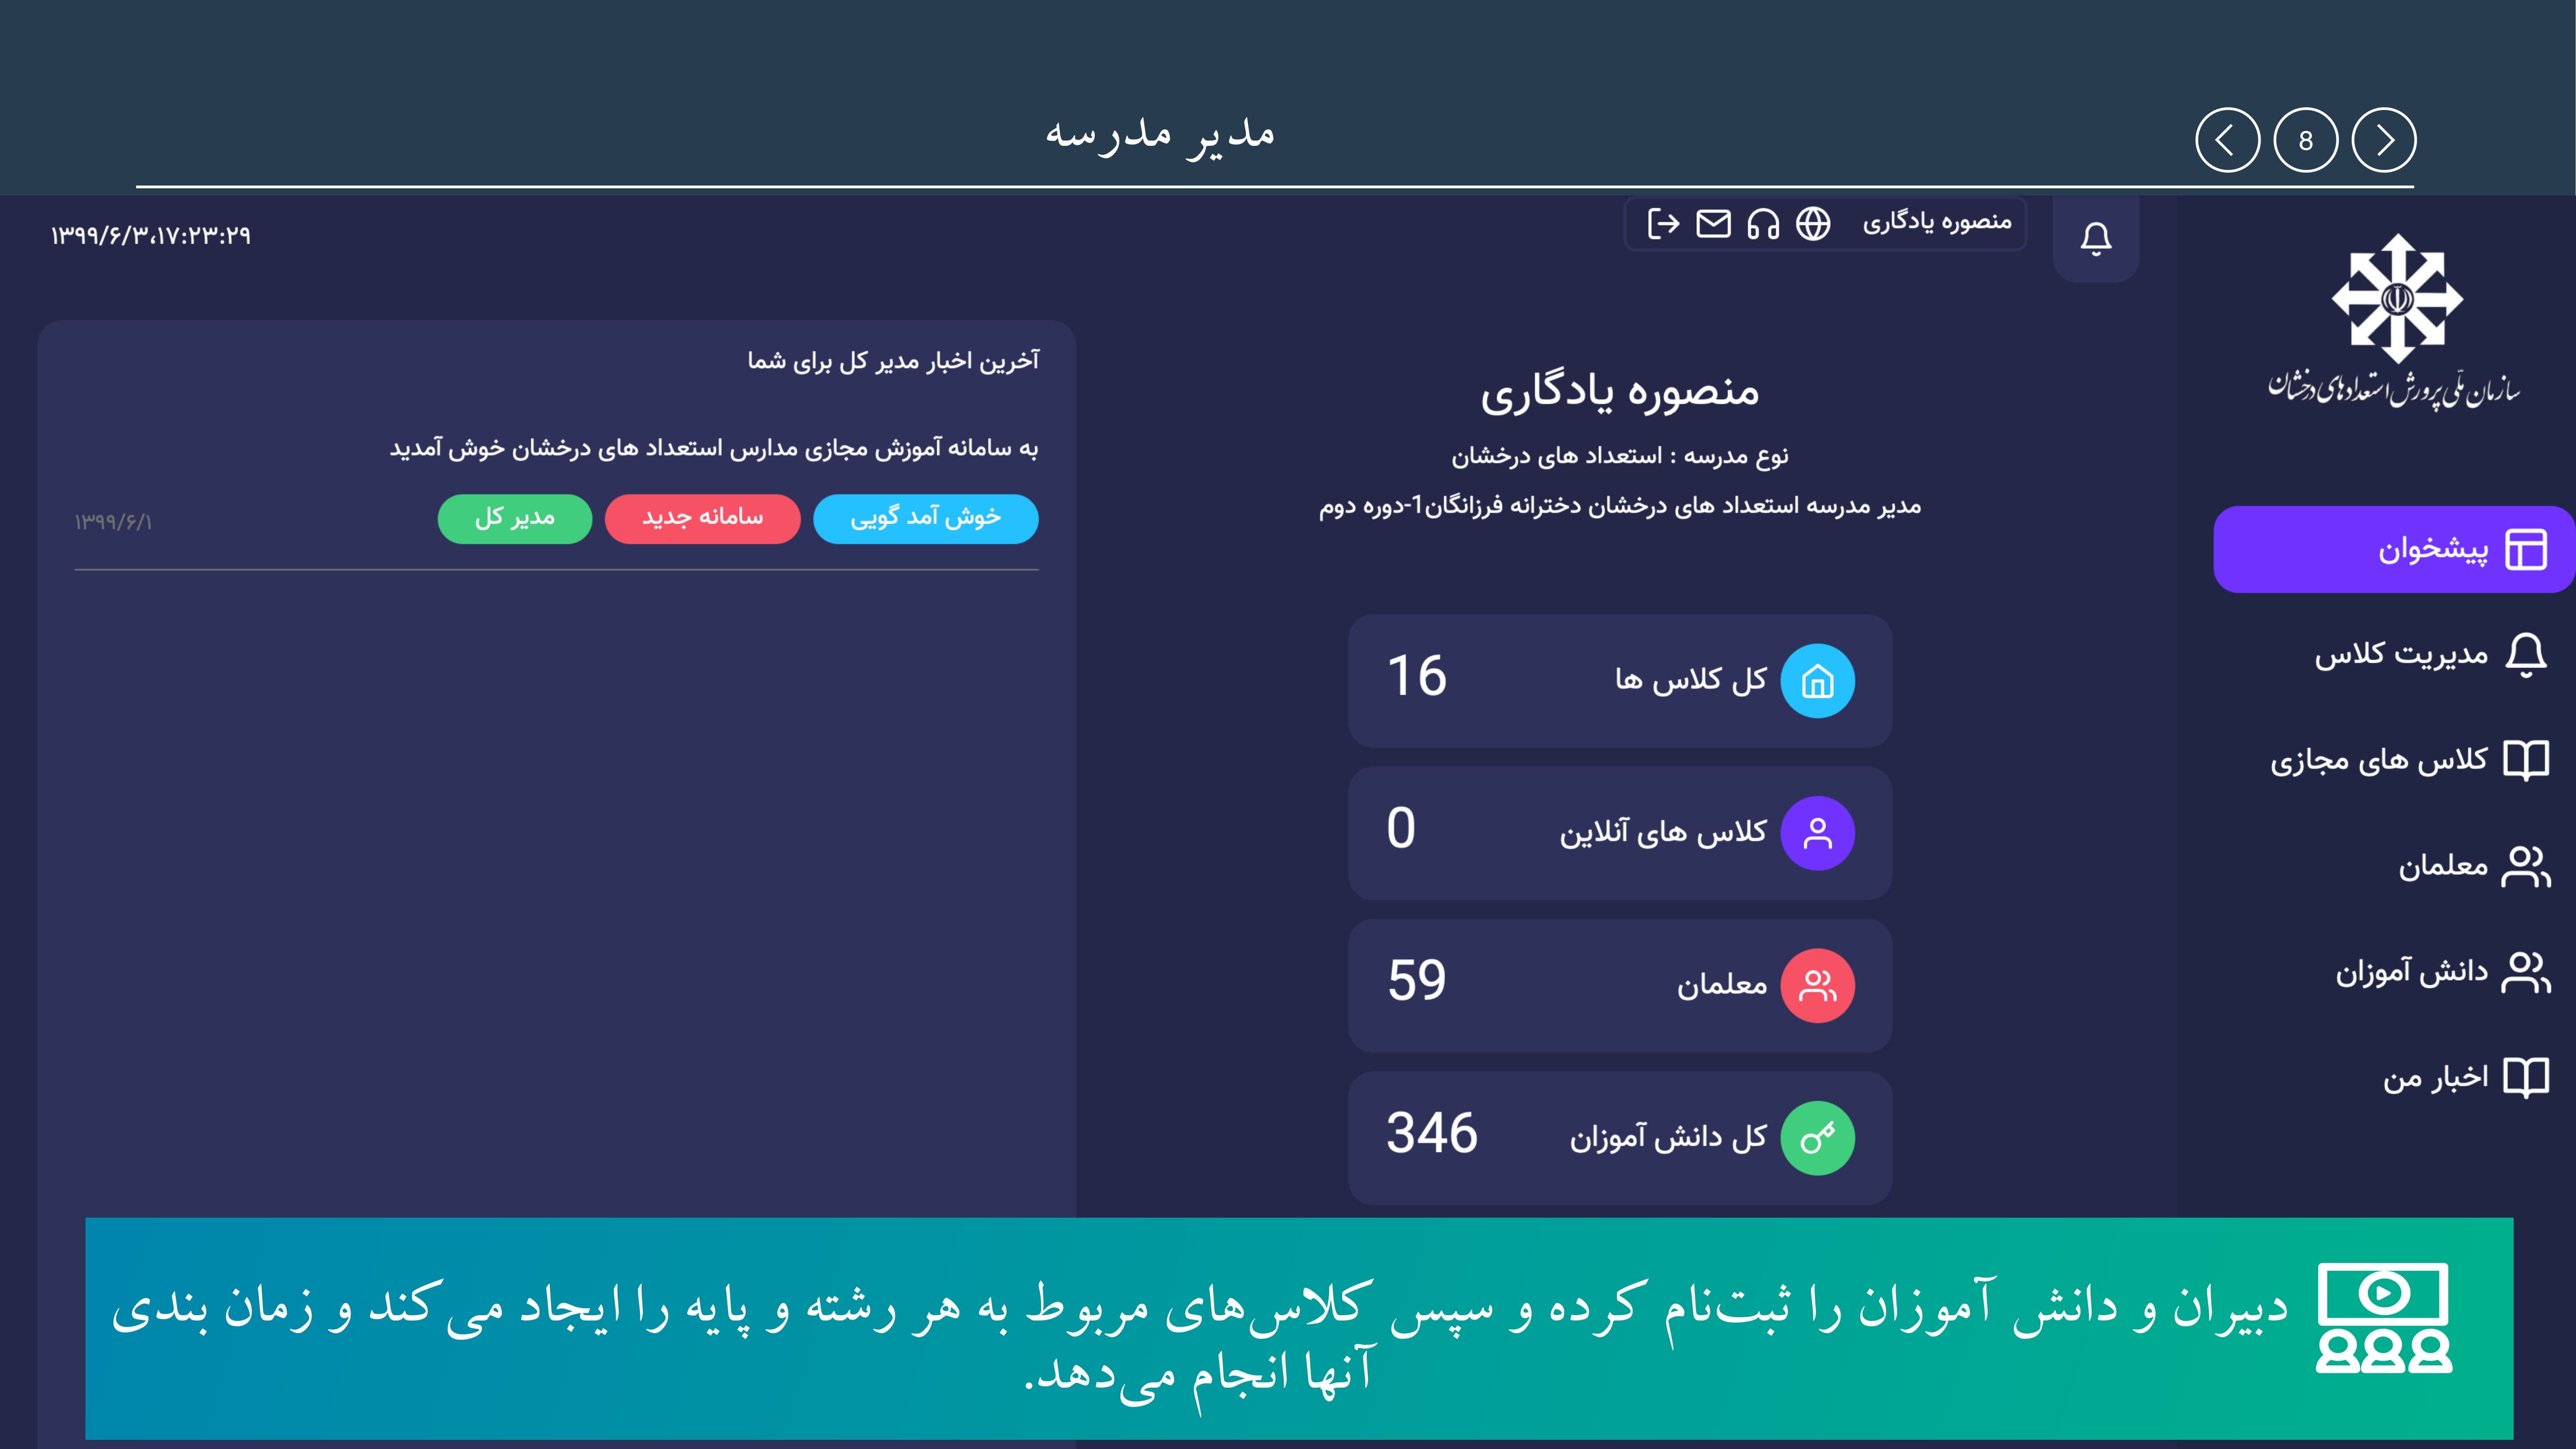 مدیر مدرسه
8
منصوره یادگاری
۱۳۹۹/۶/۳،۱۷:۲۳:۲۹
سازمان ملّی پرورش استعدادهای درخشان
پیشخوان
مدیریت کلاس
کلاس های مجازی
معلمان
دانش آموزان
اخبار من
منصوره یادگاری
نوع مدرسه : استعداد های درخشان
مدیر مدرسه استعداد های درخشان دخترانه فرزانگان1-دوره دوم
کل کلاس ها 16
کلاس های آنلاین 0
معلمان 59
کل دانش آموزان 346
آخرین اخبار مدیر کل برای شما
به سامانه آموزش مجازی مدارس استعداد های درخشان خوش آمدید
خوش آمد گویی سامانه جدید مدیر کل ۱۳۹۹/۶/۱
دبیران و دانش آموزان را ثبت‌نام کرده و سپس کلاس‌های مربوط به هر رشته و پایه را ایجاد می‌کند و زمان بندی
آنها انجام می‌دهد.